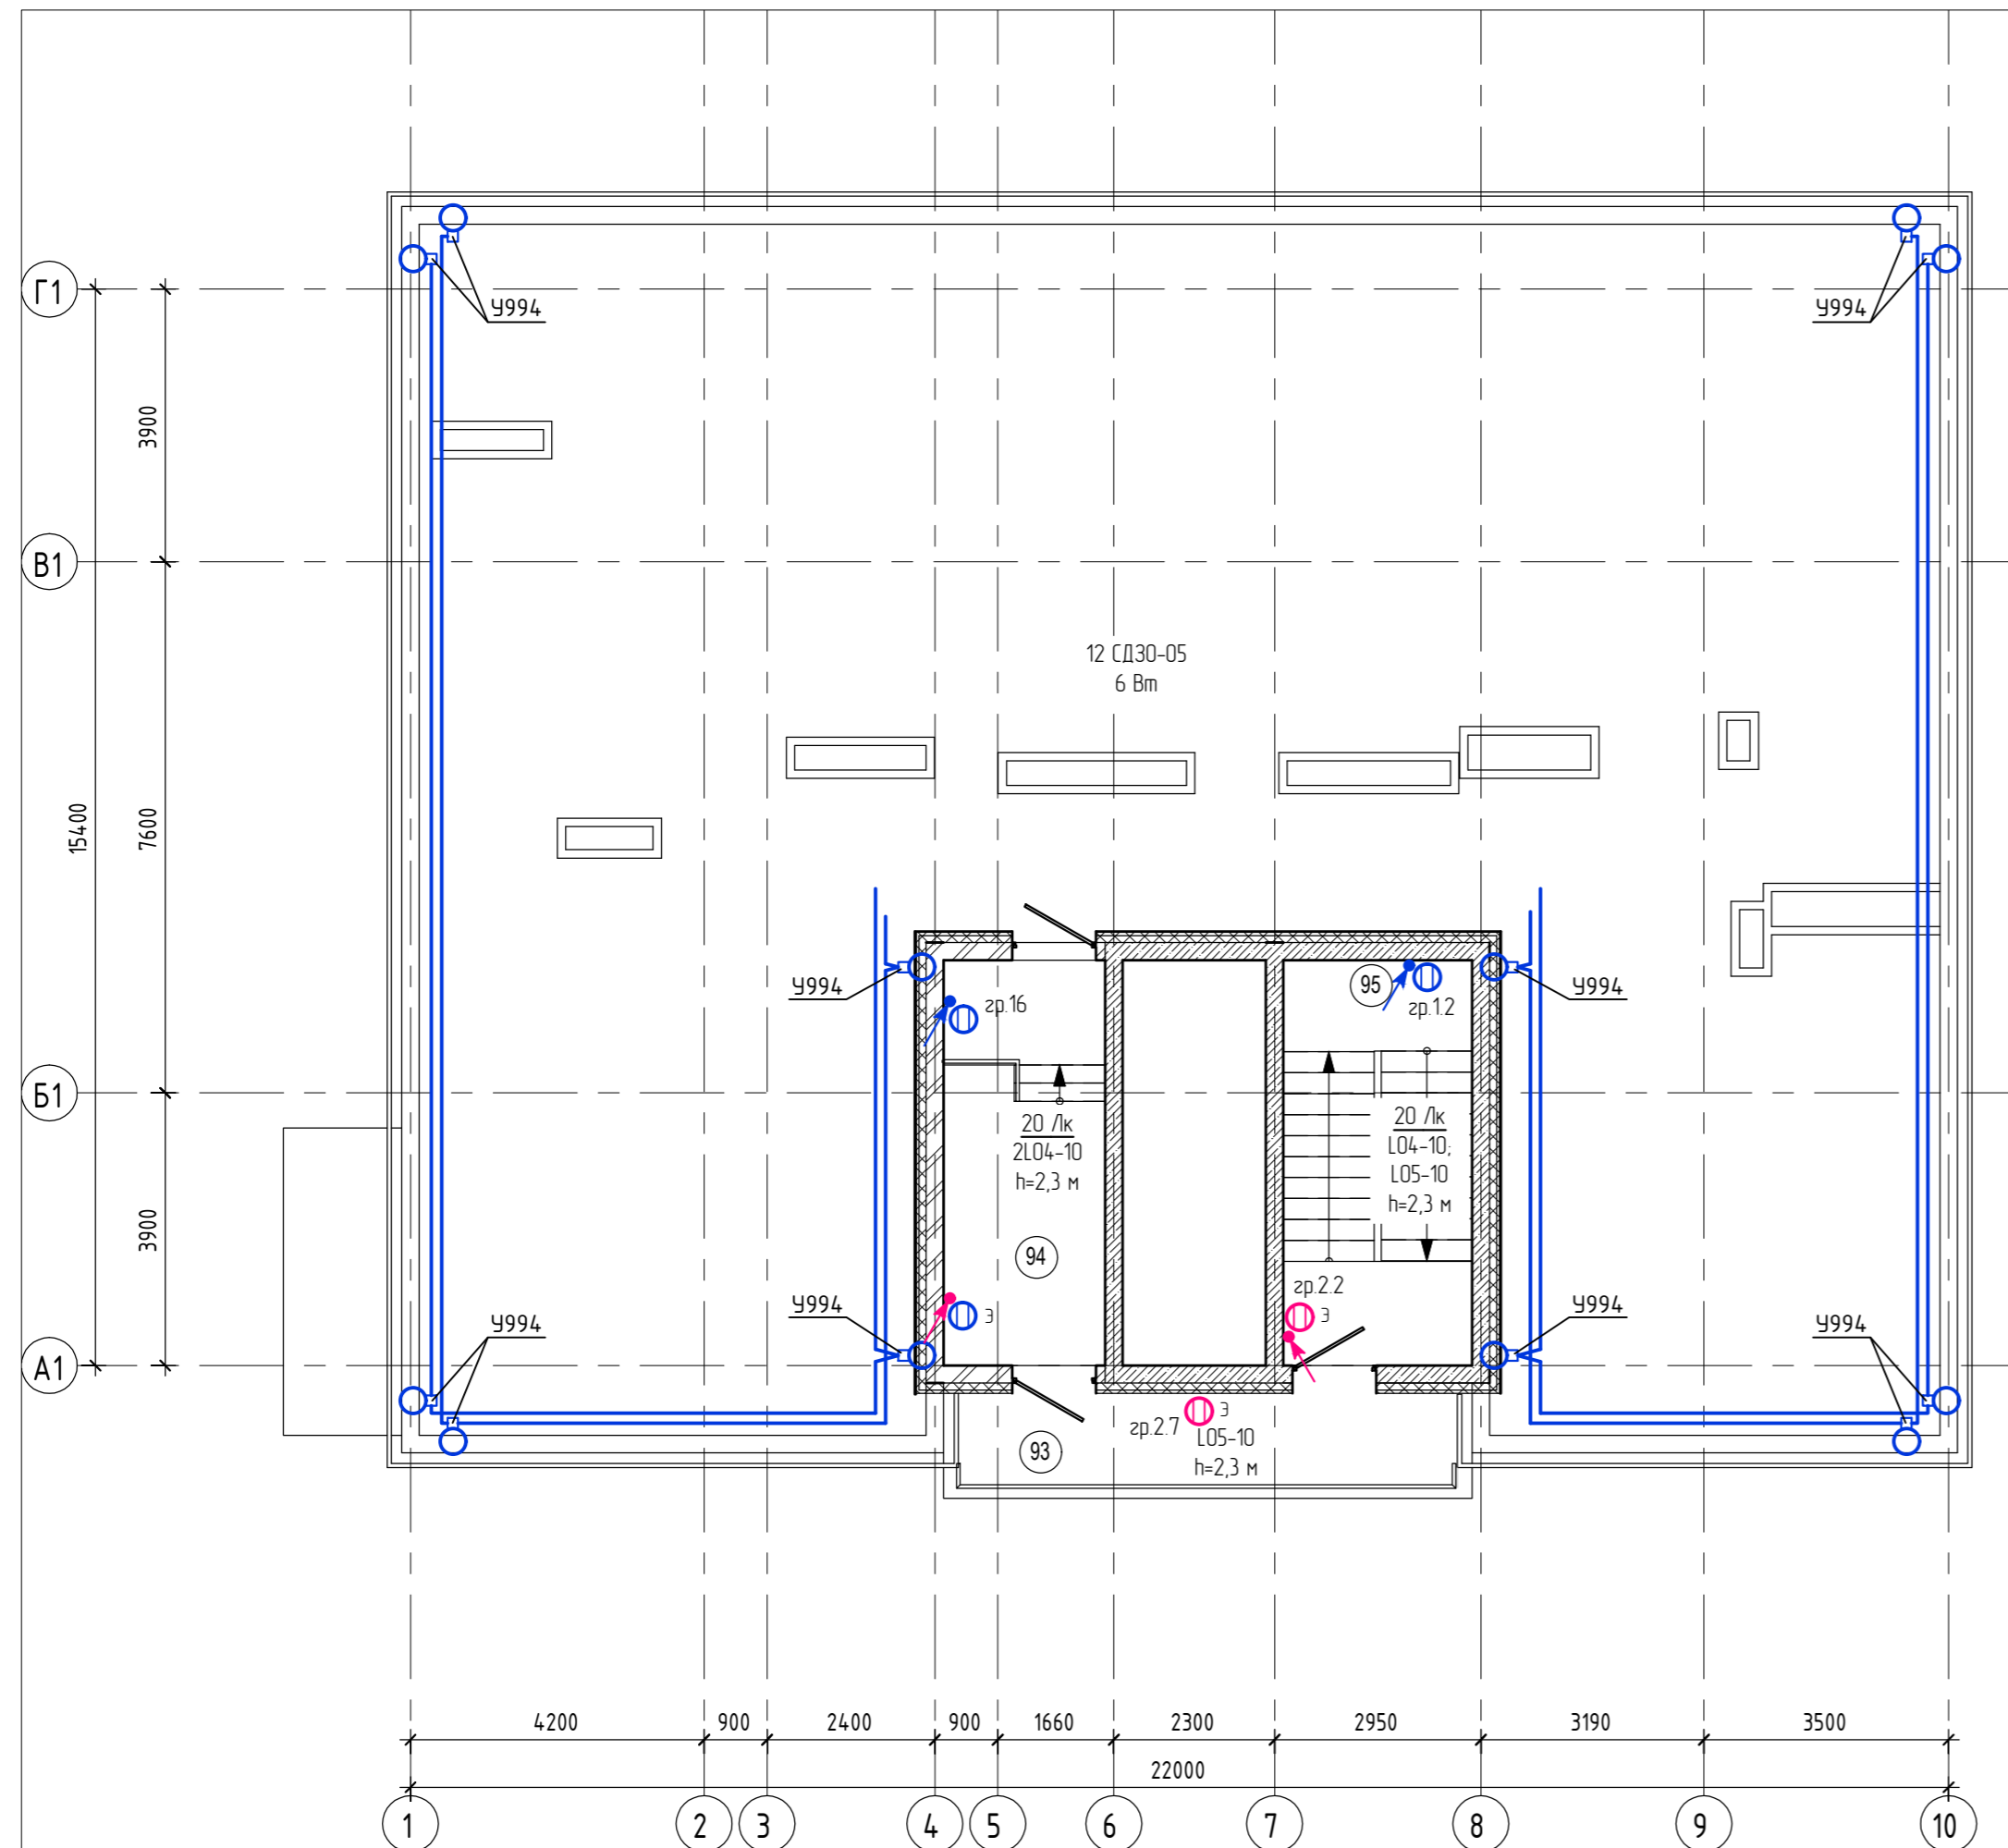 Г1
У994
У994
3900
В1
12 СДЗО-05
6 Вт
15400
7600
У994
гр.16
95
гр.1.2
У994
Б1
20 Лк
2L04-10
h=2,3 м
20 Лк
L04-10;
L05-10
h=2,3 м
3900
94
У994
У994
э
гр.2.2
э
У994
У994
А1
93
гр.2.7
э
L05-10
h=2,3 м
4200
900
2400
900
1660
2300
2950
3190
3500
22000
1
2
3
4
5
6
7
8
9
10